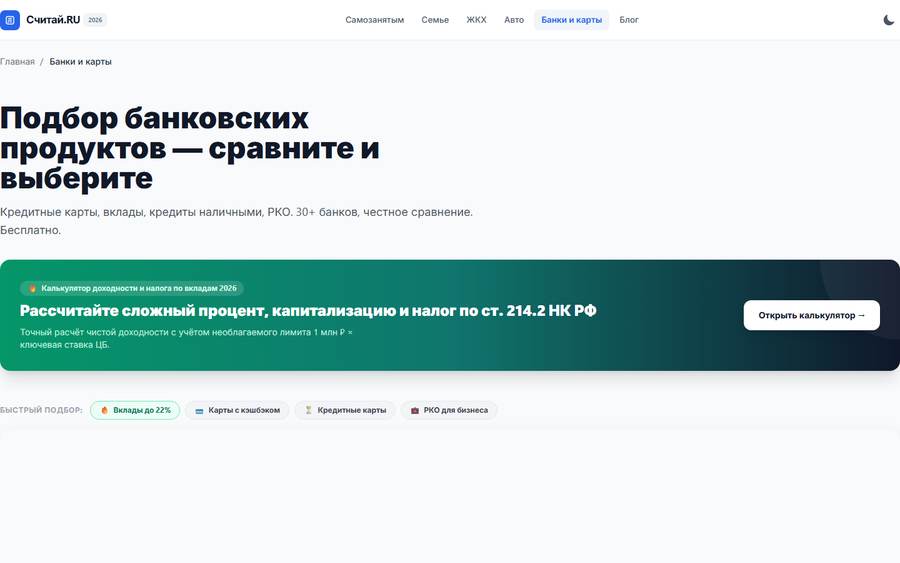 Считай.RU 2026 Самозанятым Семье ЖКХ Авто Банки и карты Блог
Главная / Банки и карты
Подбор банковских
продуктов — сравните и
выберите
Кредитные карты, вклады, кредиты наличными, РКО. 30+ банков, честное сравнение.
Бесплатно.
Калькулятор доходности и налога по вкладам 2026
Рассчитайте сложный процент, капитализацию и налог по ст. 214.2 НК РФ
Точный расчёт чистой доходности с учётом необлагаемого лимита 1 млн ₽ ×
ключевая ставка ЦБ.
Открыть калькулятор →
БЫСТРЫЙ ПОДБОР: Вклады до 22% Карты с кэшбэком Кредитные карты РКО для бизнеса